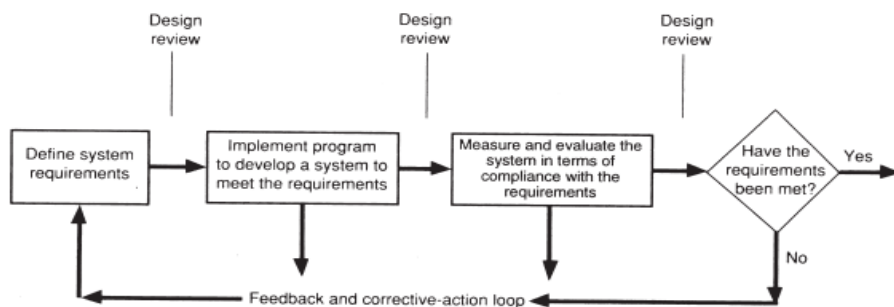 Design
review
Design
review
Design
review
Define system
requirements
Implement program
to develop a system to
meet the requirements
Measure and evaluate the
system in terms of
compliance with the
requirements
Have the
requirements
been met?
Yes
No
Feedback and corrective-action loop